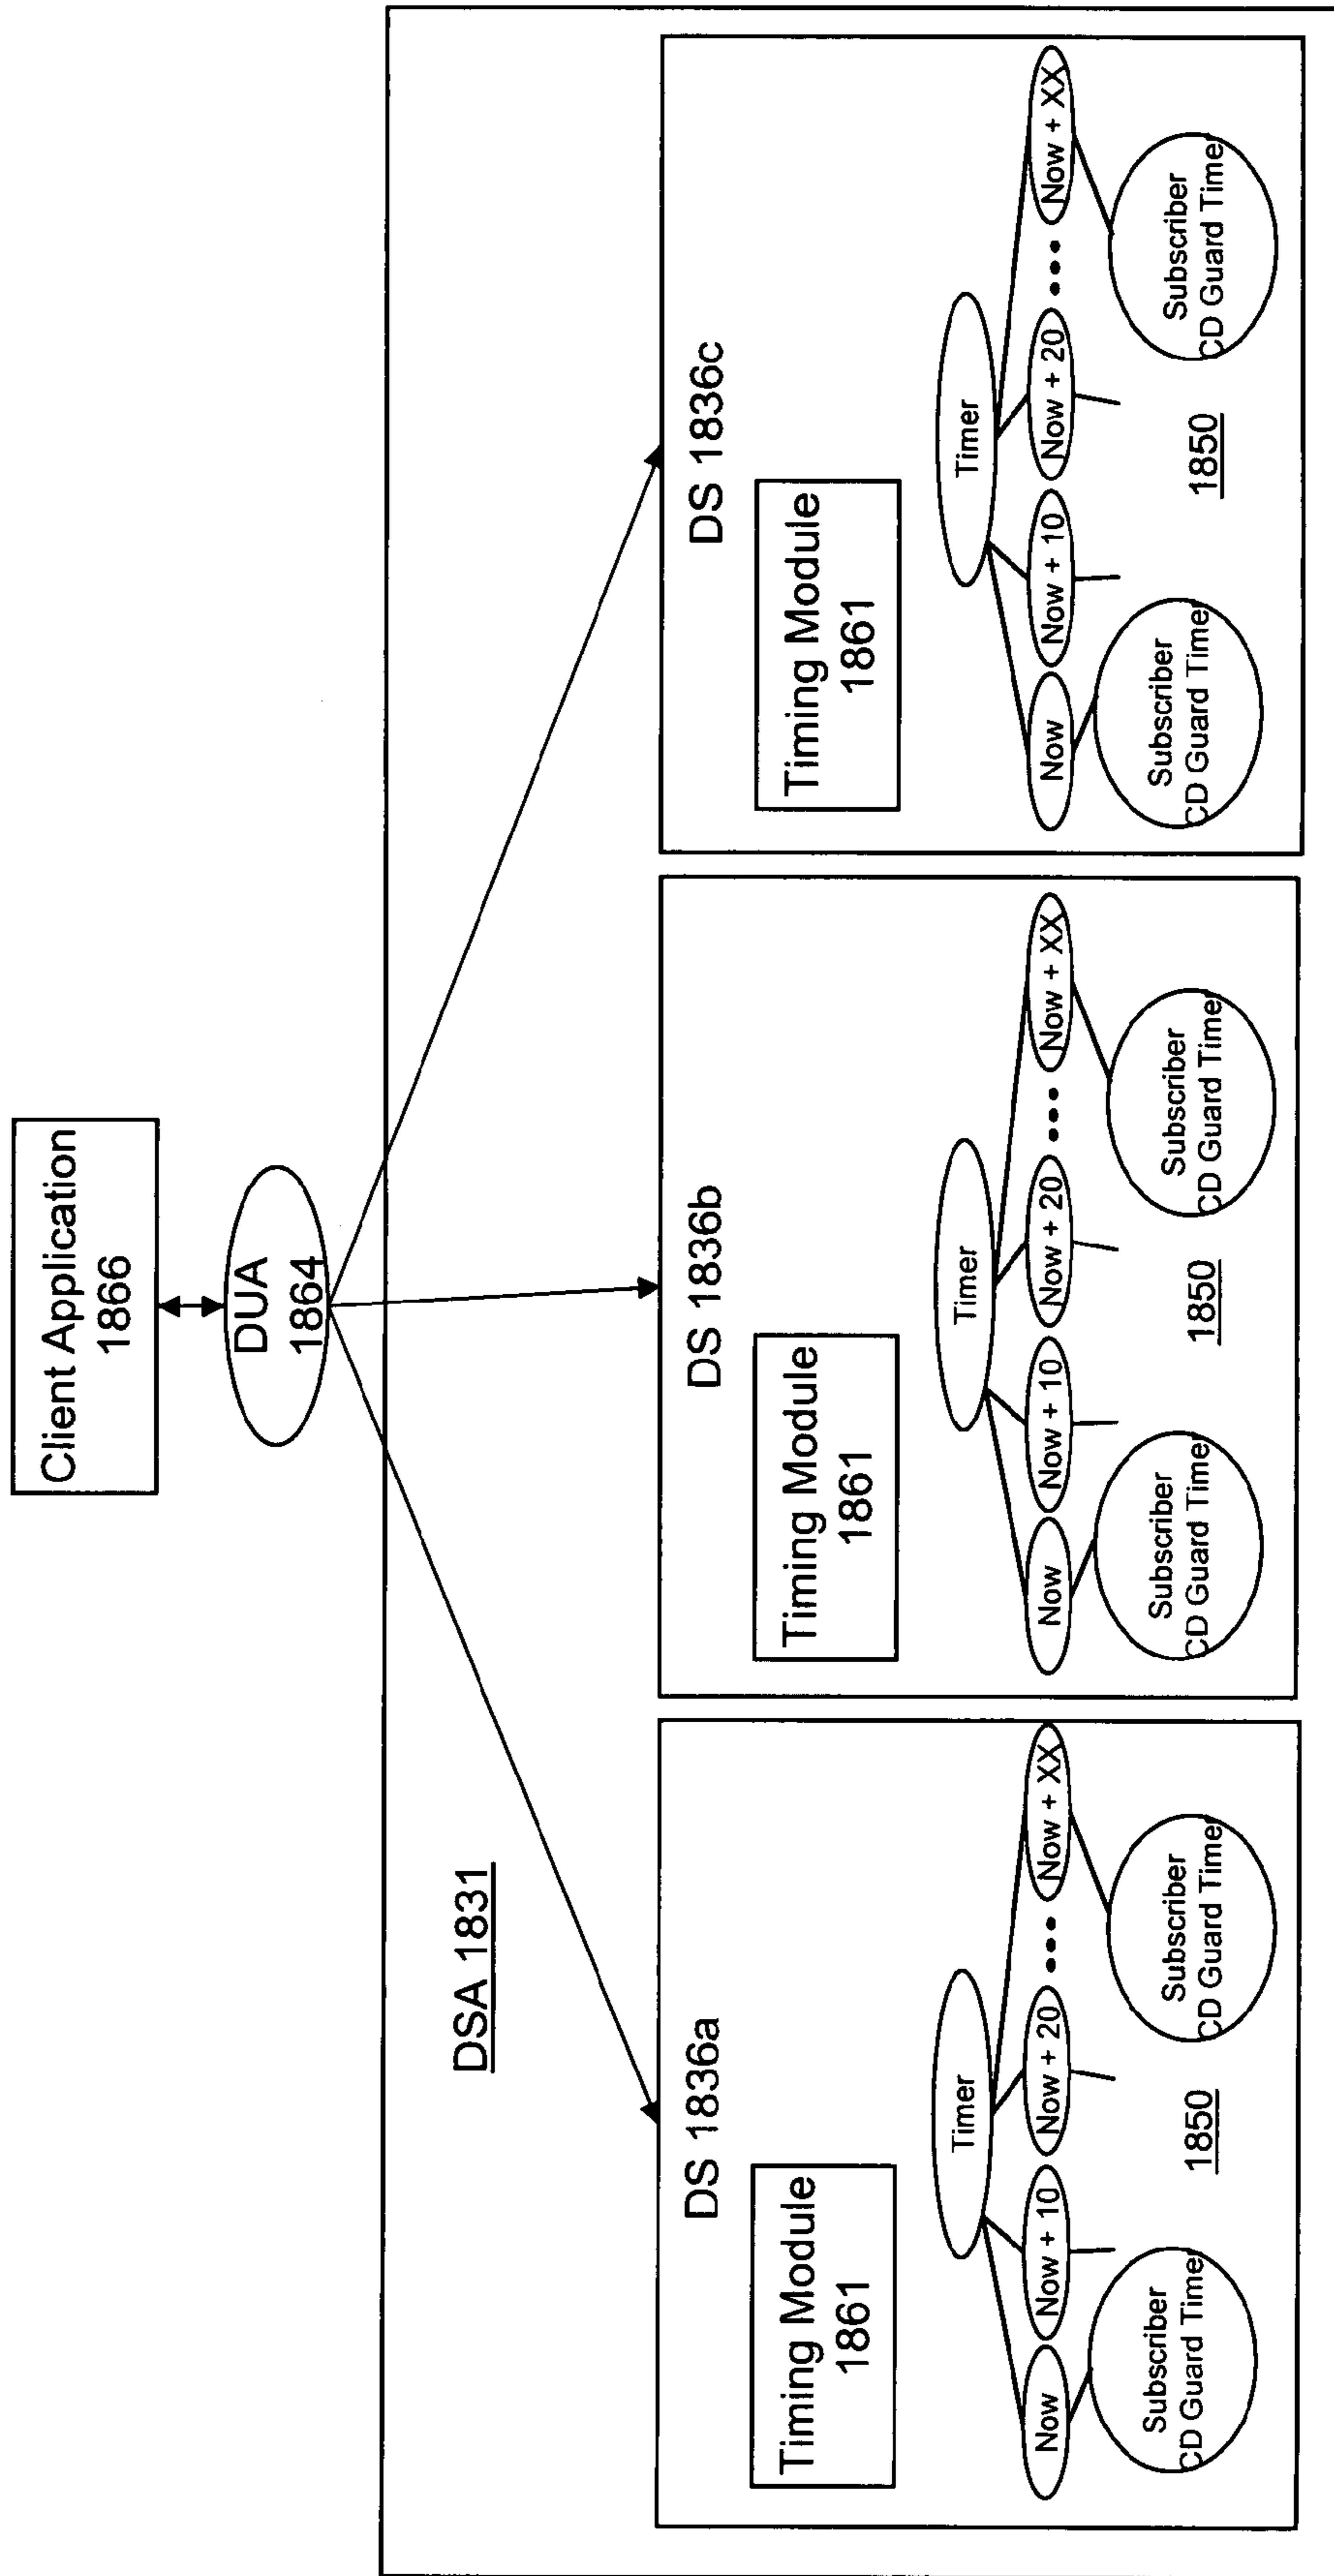 Client Application
1866
DUA
1864
DSA 1831
DS 1836a
Timing Module
1861
Timer
Now
Now + 10
Now + 20
Now + XX
Subscriber
CD Guard Time
Subscriber
CD Guard Time
1850
DS 1836b
Timing Module
1861
Timer
Now
Now + 10
Now + 20
Now + XX
Subscriber
CD Guard Time
Subscriber
CD Guard Time
1850
DS 1836c
Timing Module
1861
Timer
Now
Now + 10
Now + 20
Now + XX
Subscriber
CD Guard Time
Subscriber
CD Guard Time
1850